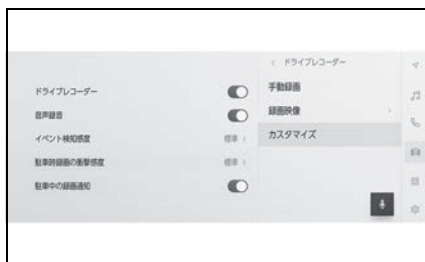 ドライブレコーダー
音声録音
イベント検知感度
標準
駐車時録画の衝撃感度
標準
駐車中の録画通知
ドライブレコーダー
手動録画
録画映像
カスタマイズ